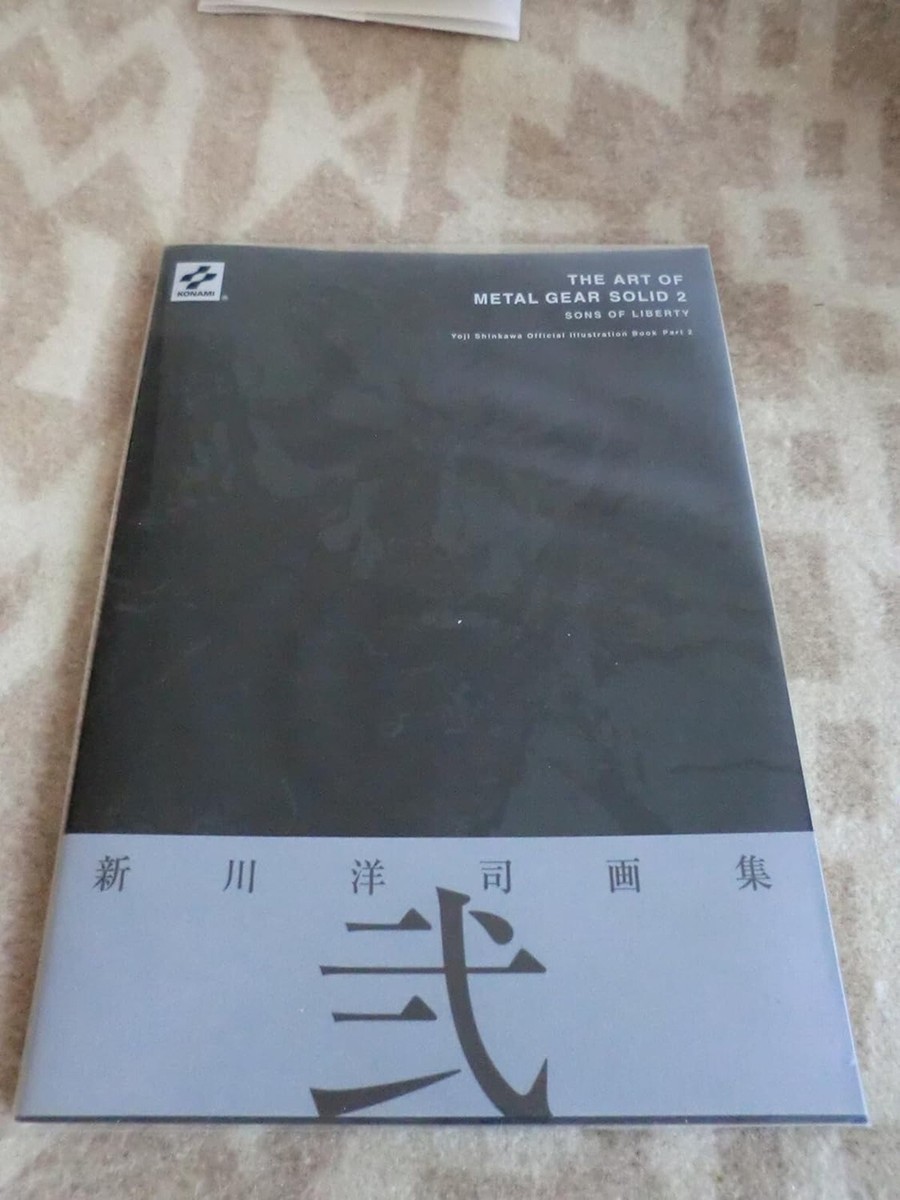 KONAMI
THE ART OF
METAL GEAR SOLID 2
SONS OF LIBERTY
Yoji Shinkawa Official Illustration Book Part 2
新川洋司画集
弐